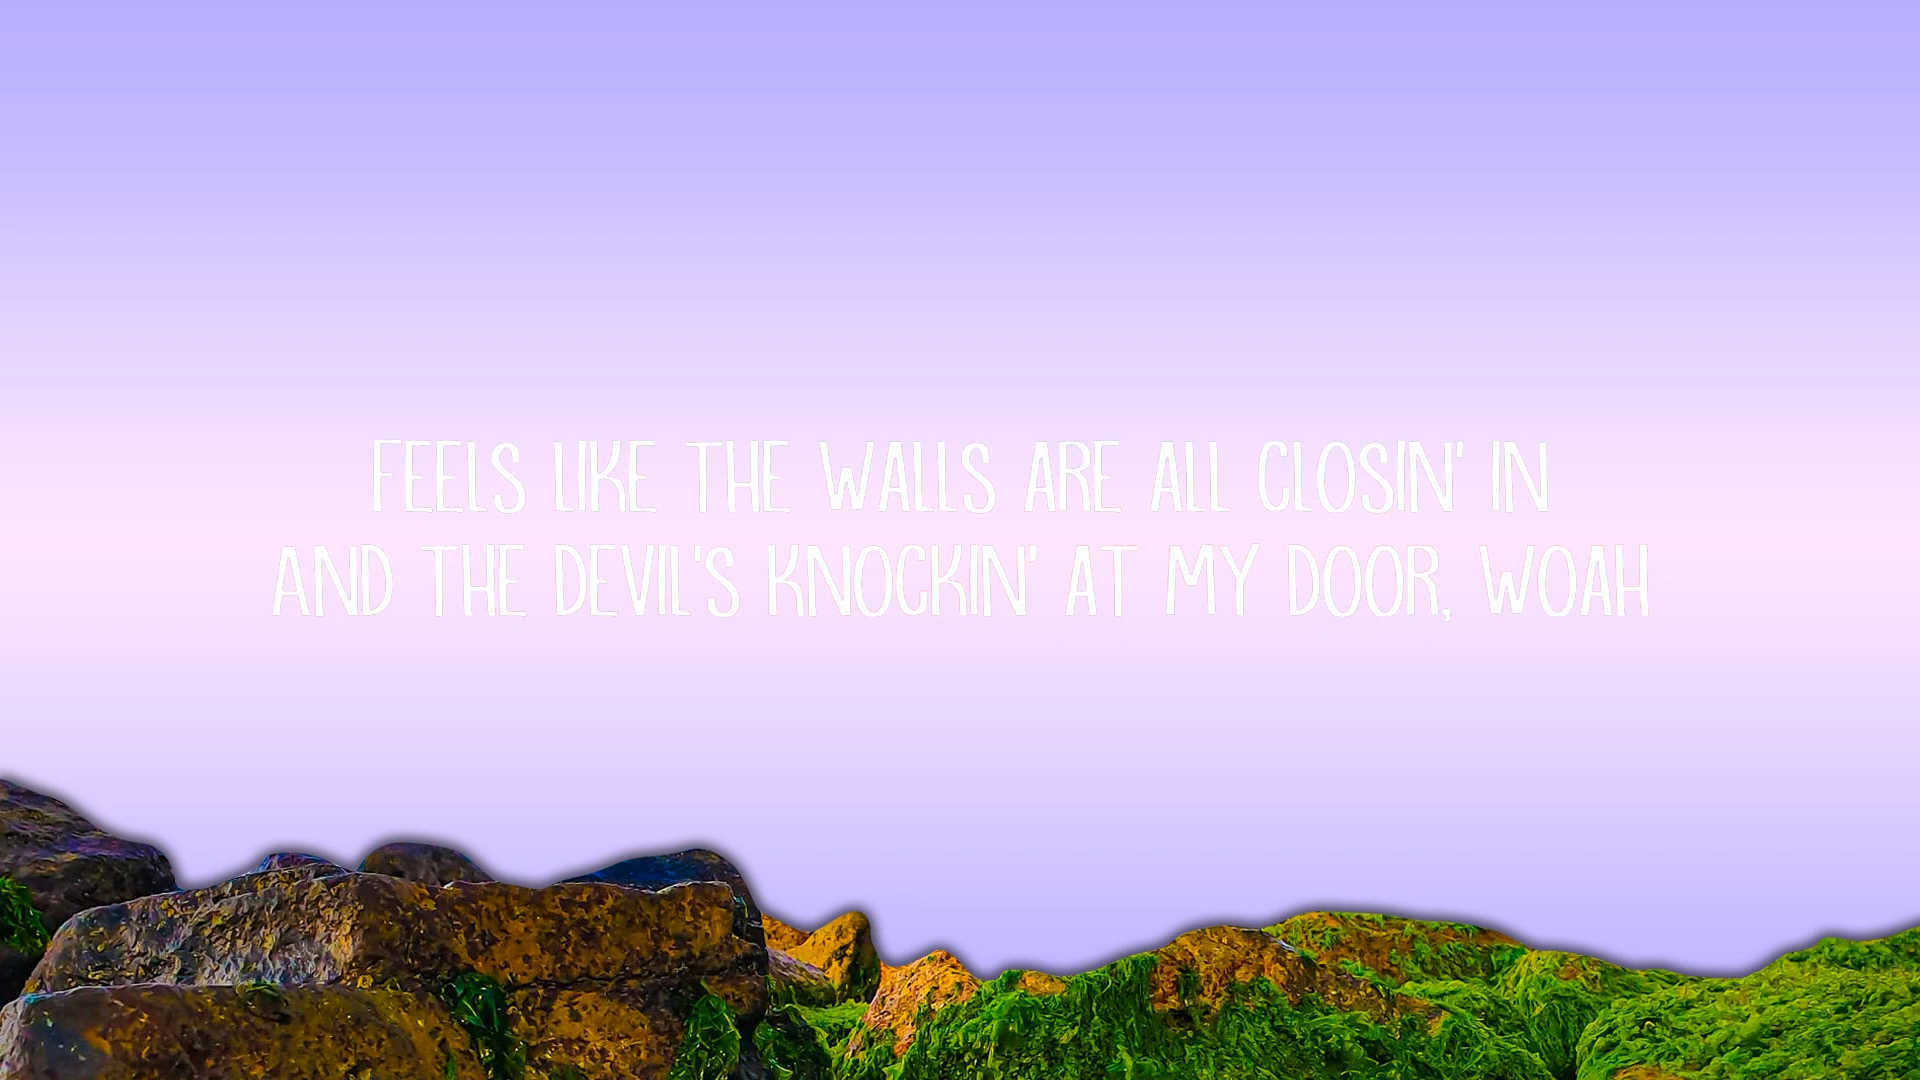 FEELS LIKE THE WALLS ARE ALL CLOSIN' IN
AND THE DEVIL'S KNOCKIN' AT MY DOOR, WOAH